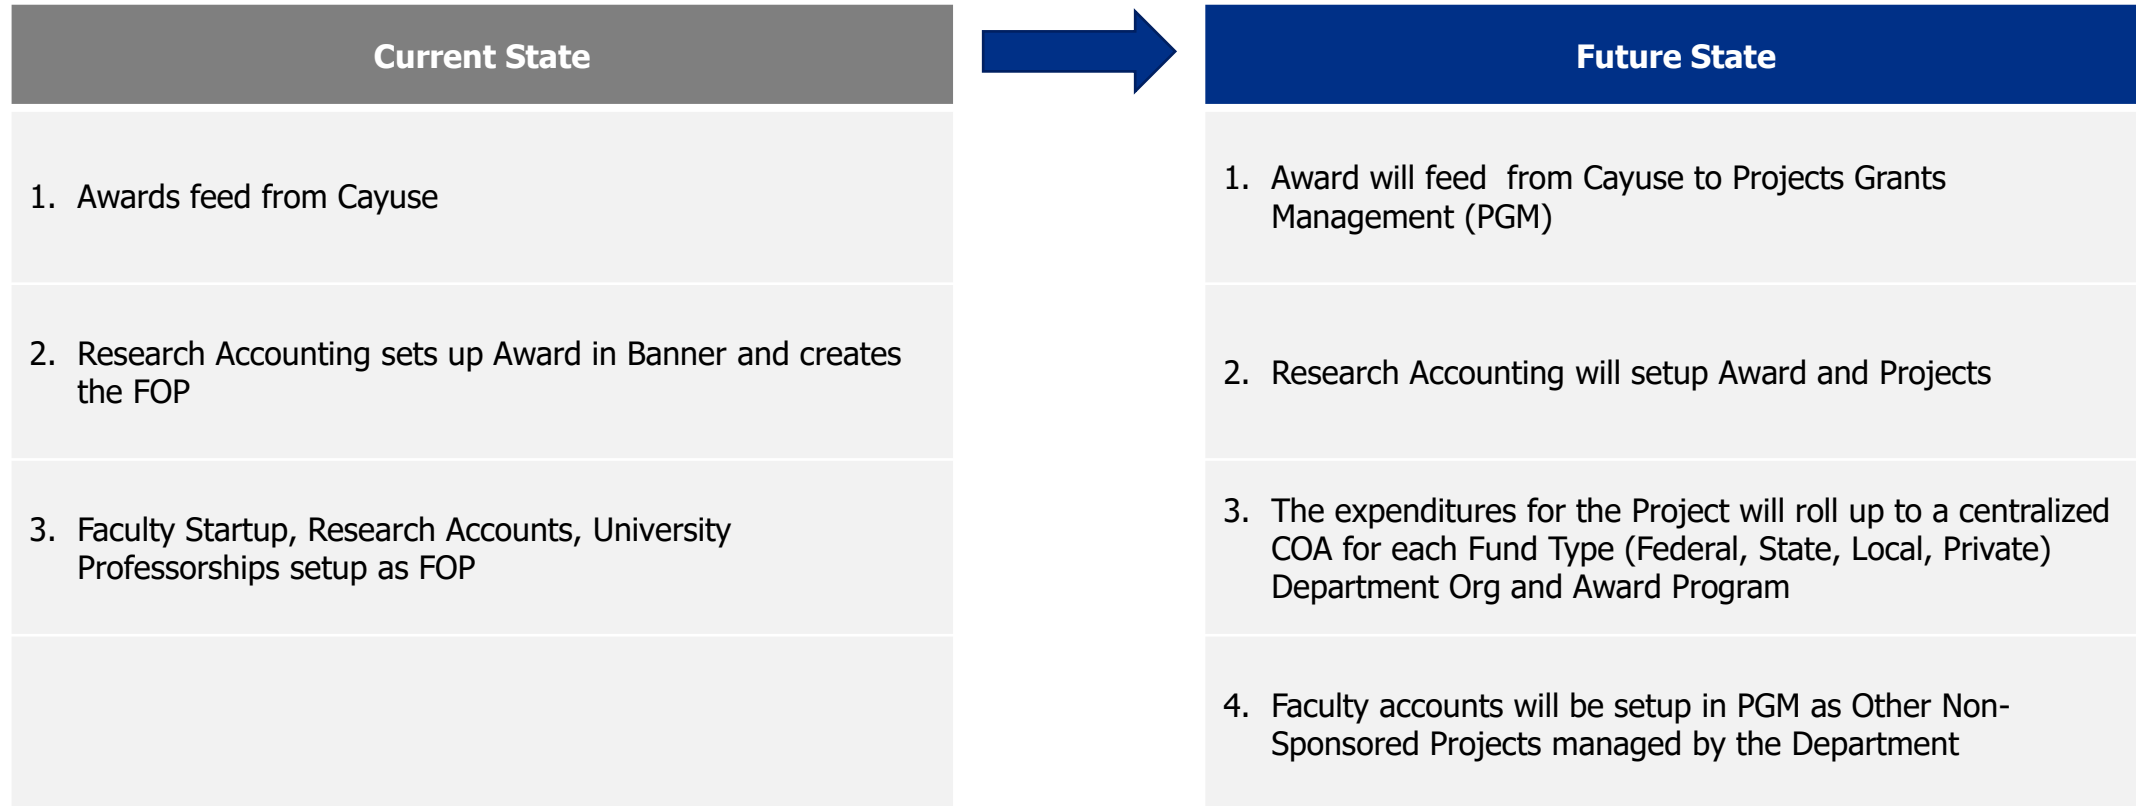 Current State
Future State
1. Awards feed from Cayuse
1. Award will feed  from Cayuse to Projects Grants
Management (PGM)
2. Research Accounting sets up Award in Banner and creates
the FOP
2. Research Accounting will setup Award and Projects
3. Faculty Startup, Research Accounts, University
Professorships setup as FOP
3. The expenditures for the Project will roll up to a centralized
COA for each Fund Type (Federal, State, Local, Private)
Department Org and Award Program
4. Faculty accounts will be setup in PGM as Other Non-
Sponsored Projects managed by the Department